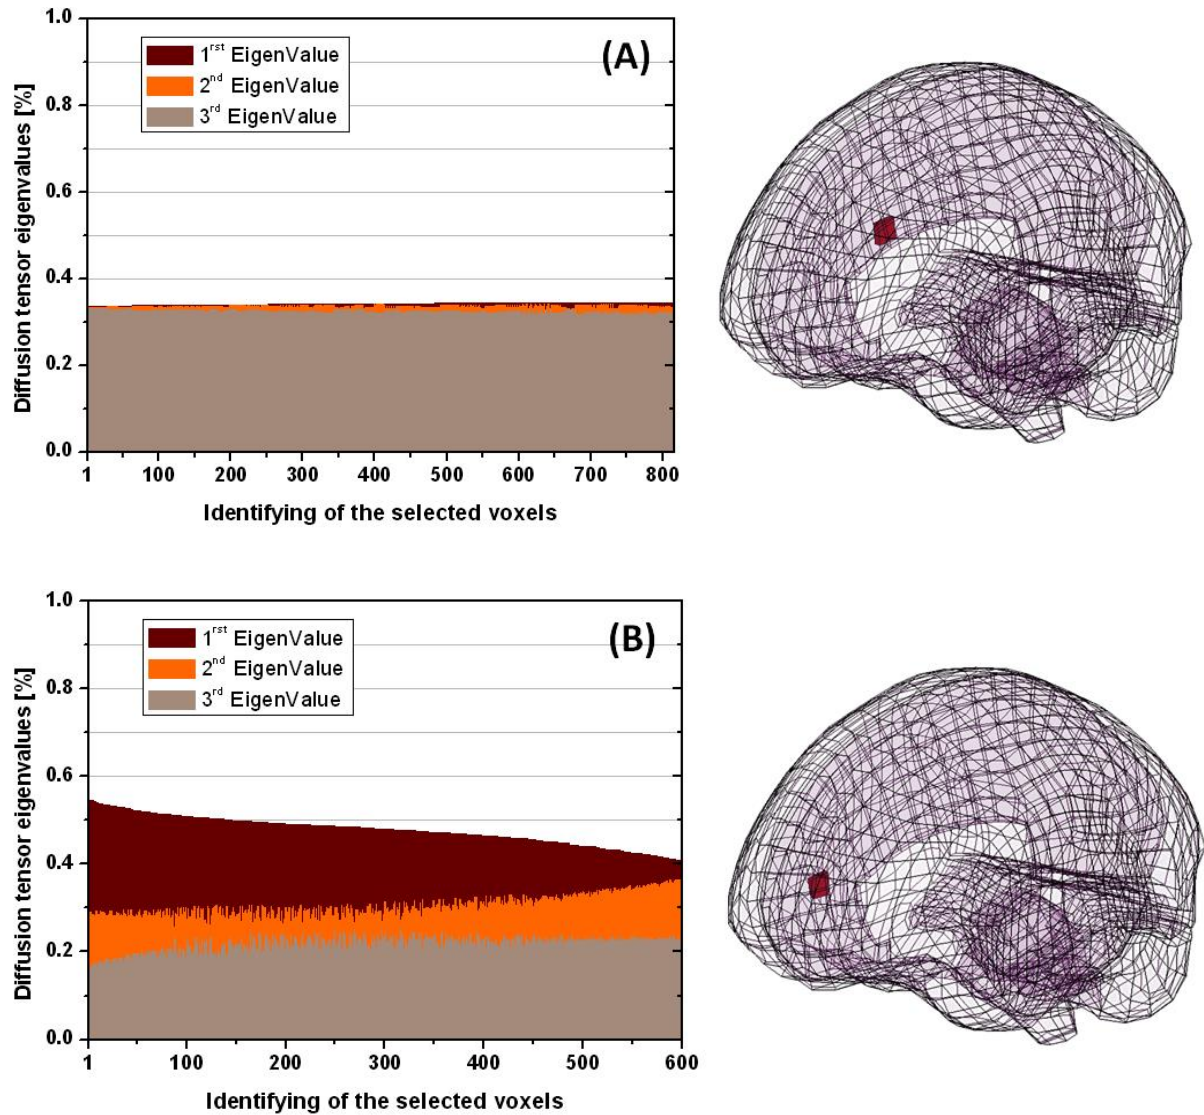 1.0
0.8
0.6
0.4
0.2
0.0
Diffusion tensor eigenvalues [%]
1rst EigenValue
2nd EigenValue
3rd EigenValue
(A)
1 100 200 300 400 500 600 700 800
Identifying of the selected voxels
1.0
0.8
0.6
0.4
0.2
0.0
Diffusion tensor eigenvalues [%]
1rst EigenValue
2nd EigenValue
3rd EigenValue
(B)
1 100 200 300 400 500 600
Identifying of the selected voxels